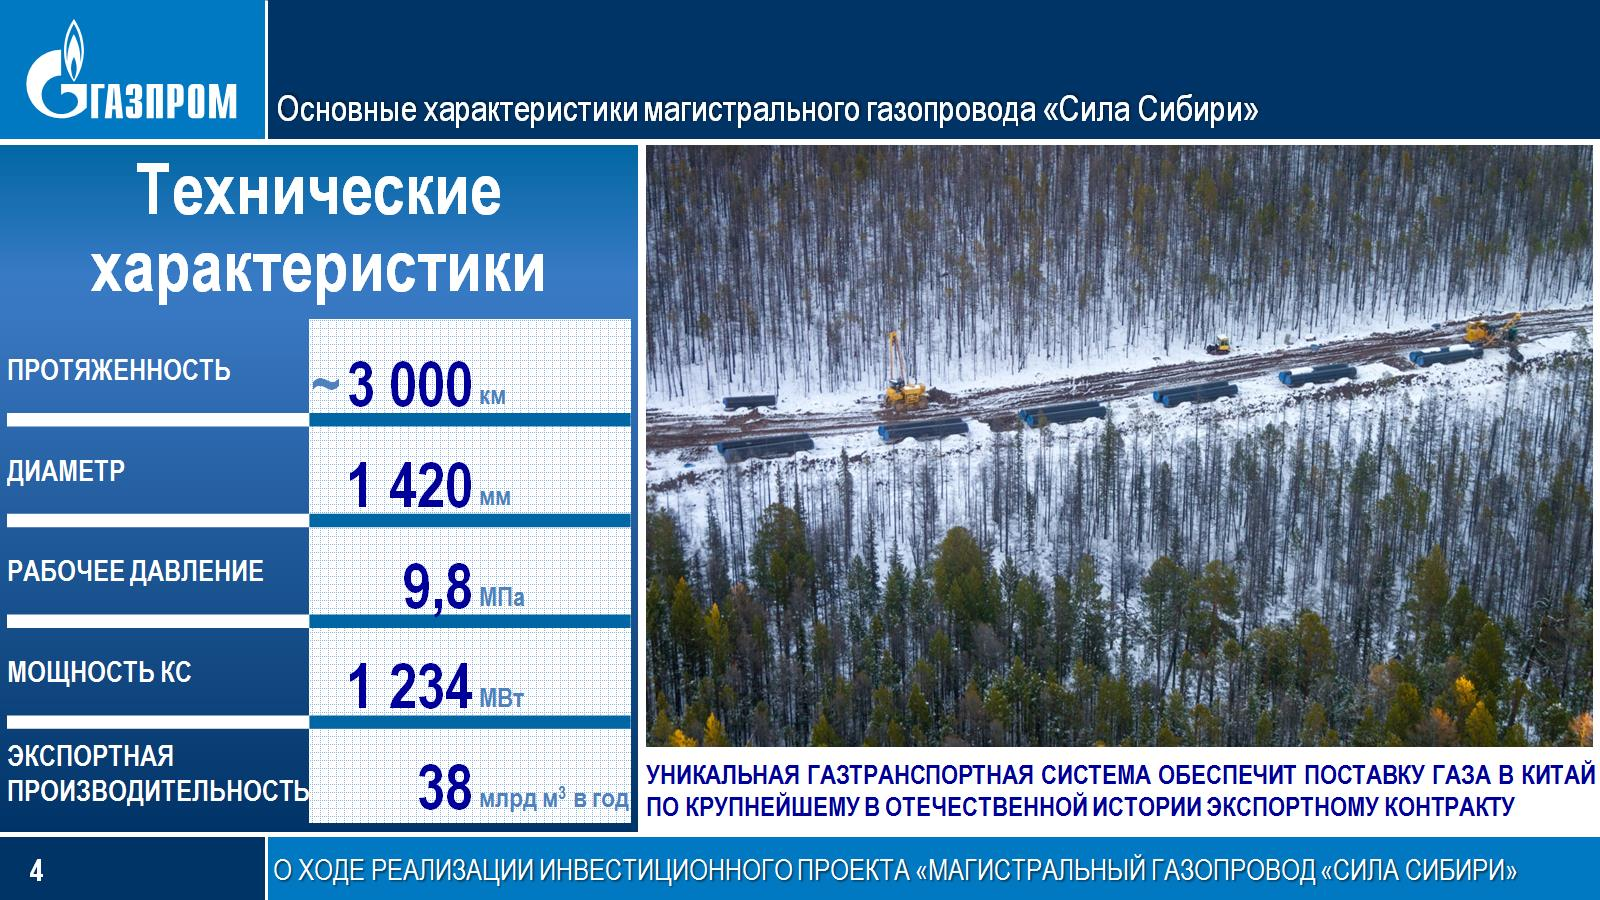 ГАЗПРОМ
Основные характеристики магистрального газопровода «Сила Сибири»
Технические
характеристики
ПРОТЯЖЕННОСТЬ
~ 3 000 км
ДИАМЕТР
1 420 мм
РАБОЧЕЕ ДАВЛЕНИЕ
9,8 МПа
МОЩНОСТЬ КС
1 234 МВт
ЭКСПОРТНАЯ
ПРОИЗВОДИТЕЛЬНОСТЬ
38 млрд м³ в год
УНИКАЛЬНАЯ ГАЗТРАНСПОРТНАЯ СИСТЕМА ОБЕСПЕЧИТ ПОСТАВКУ ГАЗА В КИТАЙ
ПО КРУПНЕЙШЕМУ В ОТЕЧЕСТВЕННОЙ ИСТОРИИ ЭКСПОРТНОМУ КОНТРАКТУ
4
О ХОДЕ РЕАЛИЗАЦИИ ИНВЕСТИЦИОННОГО ПРОЕКТА «МАГИСТРАЛЬНЫЙ ГАЗОПРОВОД «СИЛА СИБИРИ»